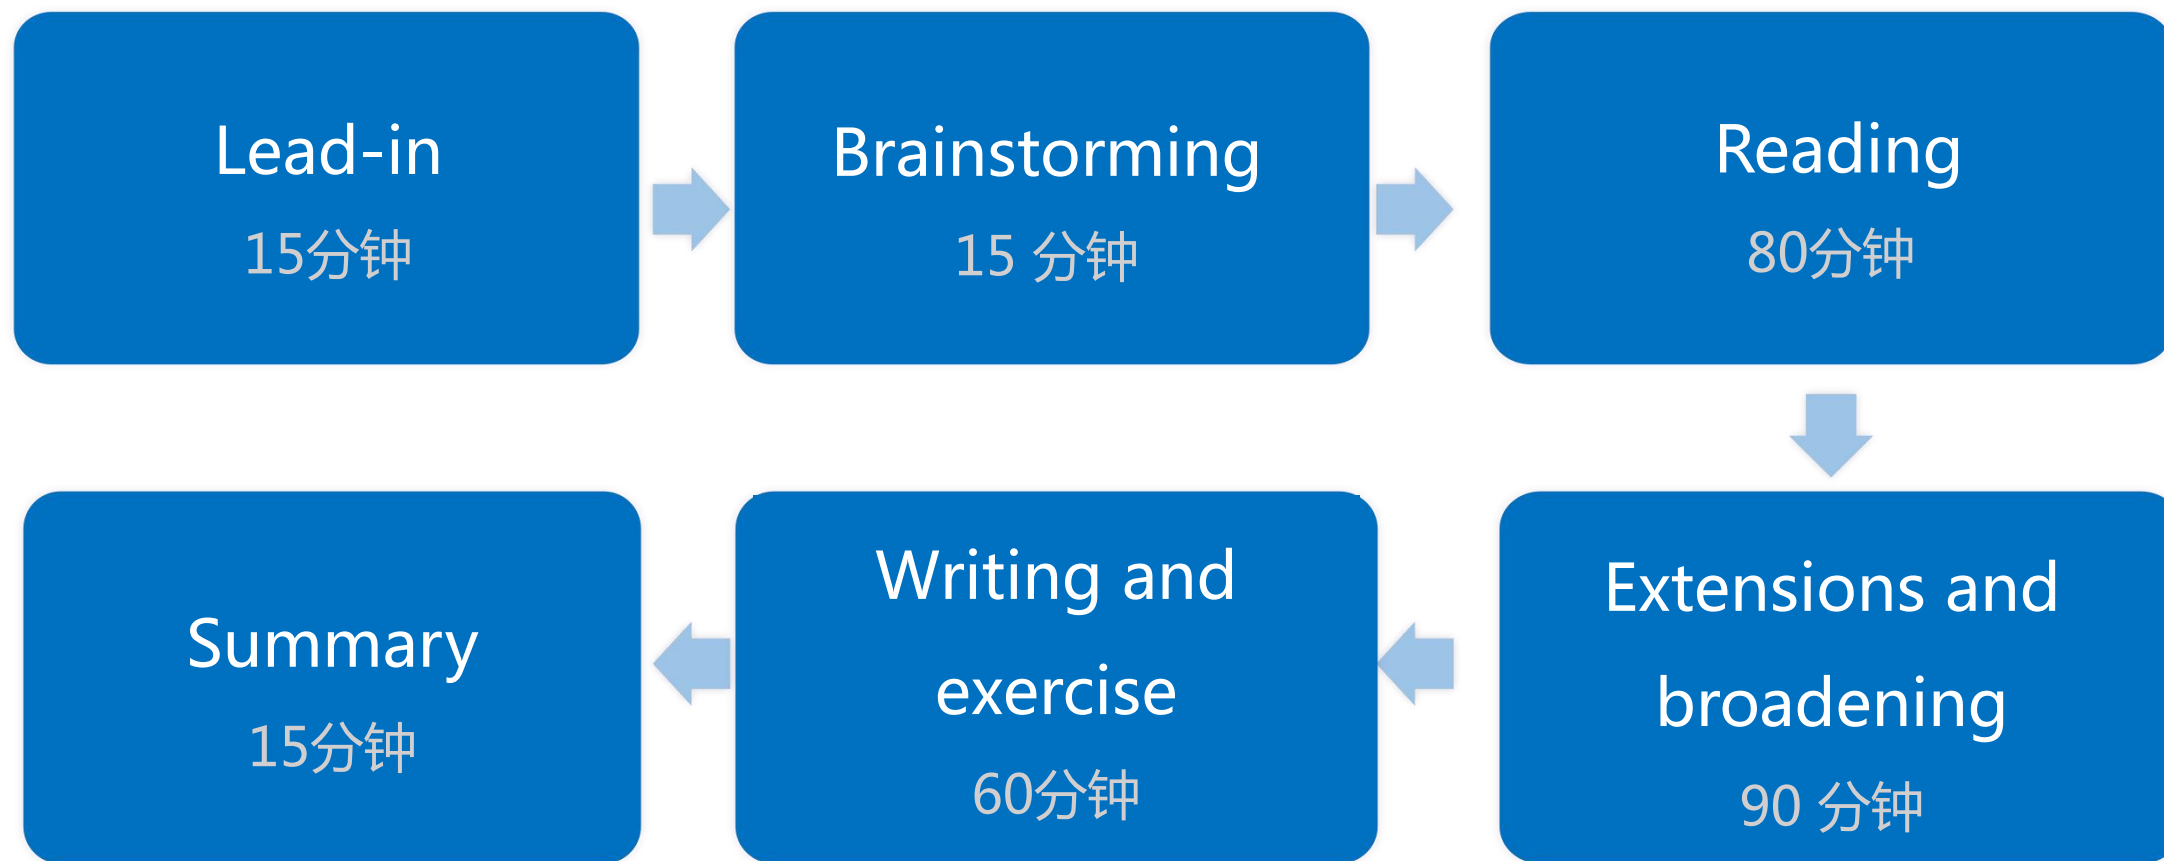 Lead-in
15分钟
Brainstorming
15 分钟
Reading
80分钟
Extensions and
broadening
90 分钟
Writing and
exercise
60分钟
Summary
15分钟